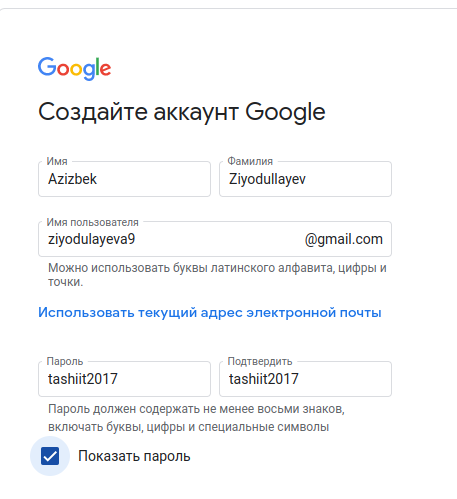 Google
Создайте аккаунт Google
Имя Фамилия
Azizbek Ziyodullayev
Имя пользователя
ziyodulayeva9 @gmail.com
Можно использовать буквы латинского алфавита, цифры и
точки.
Использовать текущий адрес электронной почты
Пароль Подтвердить
tashiit2017 tashiit2017
Пароль должен содержать не менее восьми знаков,
включать буквы, цифры и специальные символы
Показать пароль